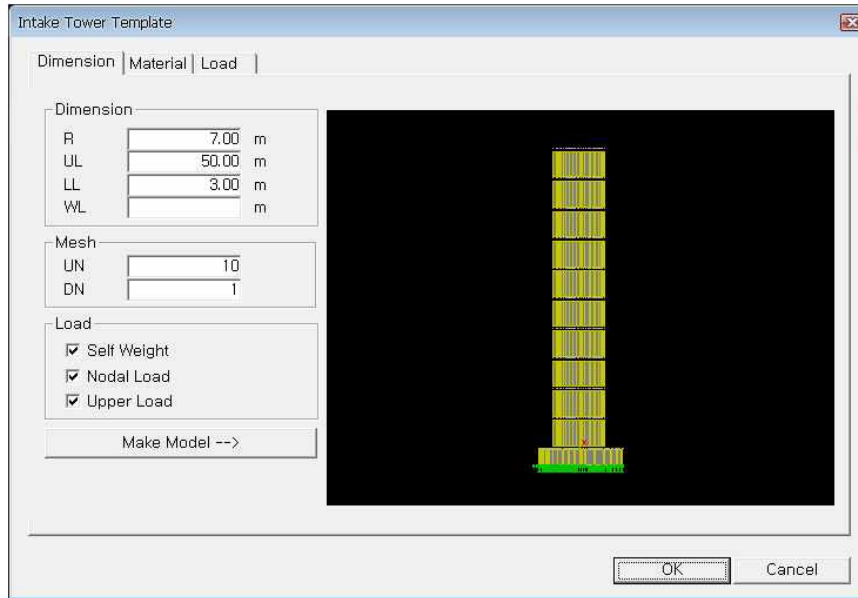 Intake Tower Template
Dimension Material Load
Dimension
R 7.00 m
UL 50.00 m
LL 3.00 m
WL m
Mesh
UN 10
DN 1
Load
Self Weight
Nodal Load
Upper Load
Make Model -->
OK Cancel